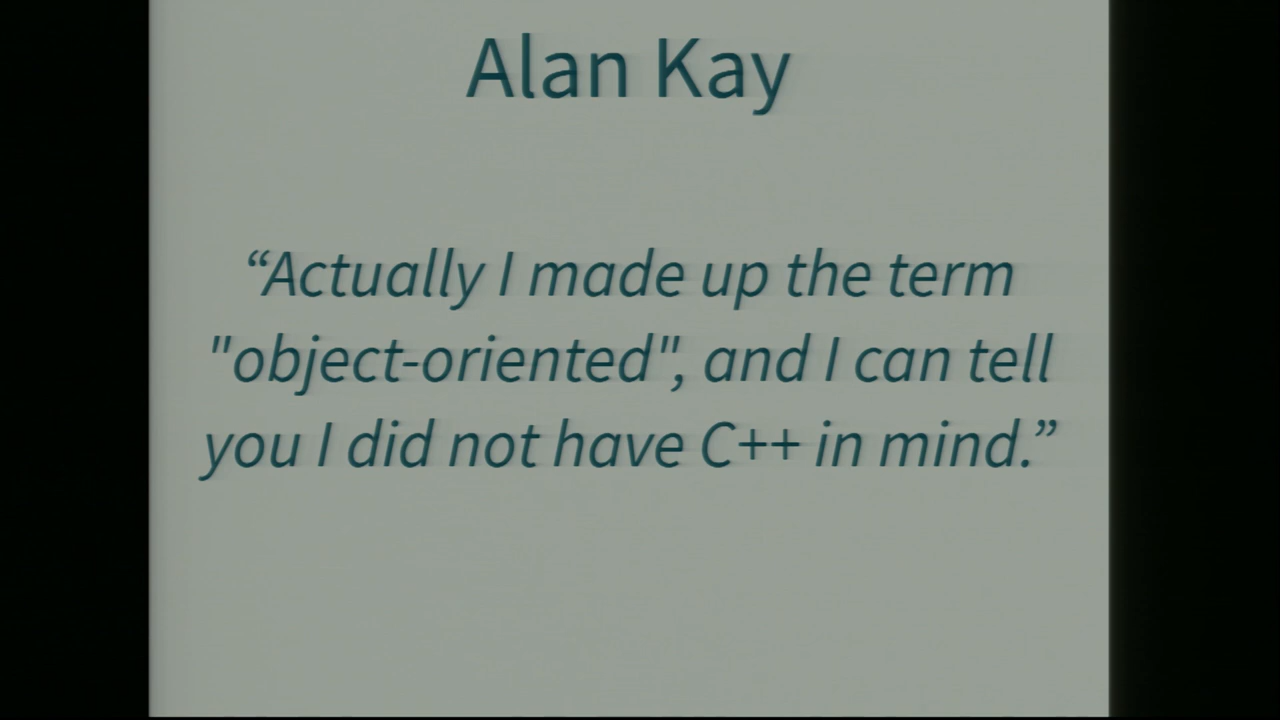 Alan Kay
“Actually I made up the term
"object-oriented", and I can tell
you I did not have C++ in mind.”